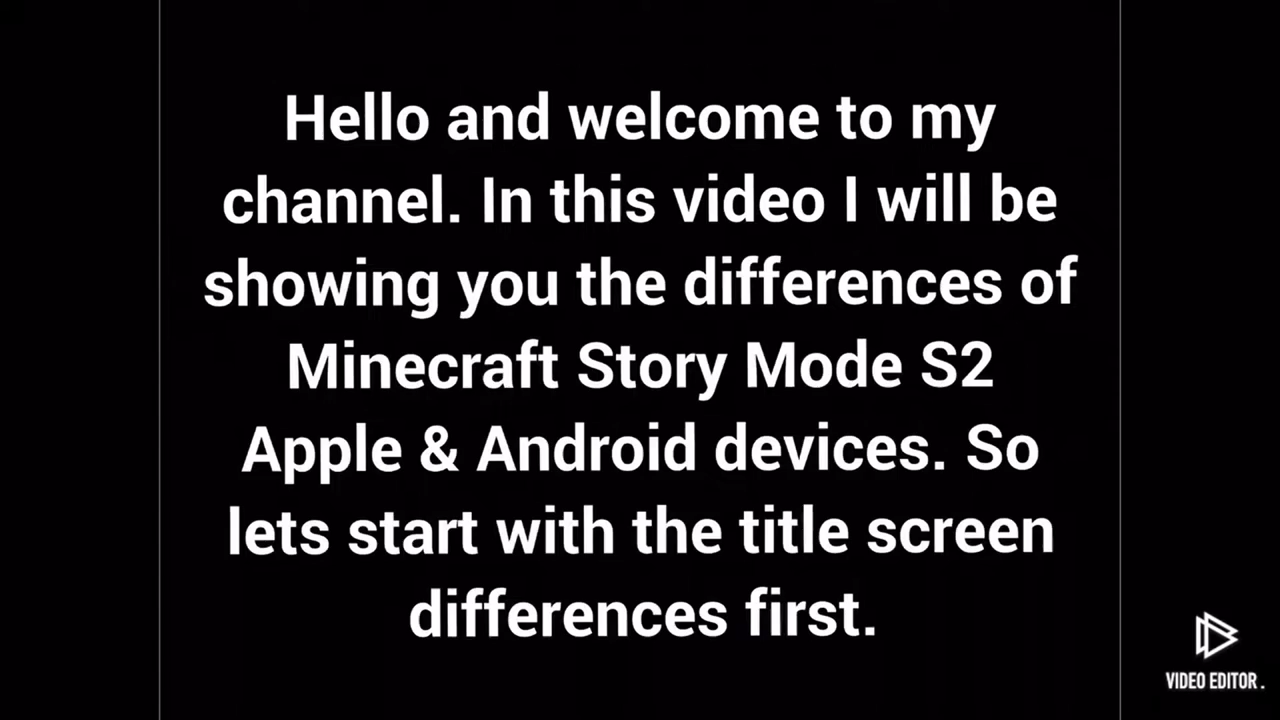 Hello and welcome to my
channel. In this video I will be
showing you the differences of
Minecraft Story Mode S2
Apple & Android devices. So
lets start with the title screen
differences first.
VIDEO EDITOR.